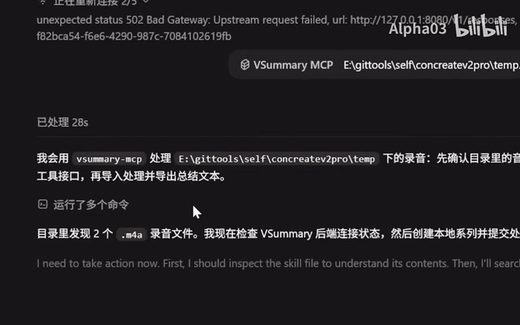 正在重新连接 2/5
unexpected status 502 Bad Gateway: Upstream request failed, url: http://127.0.0.1:8080/v1/responses,
f82bca54-f6e6-4290-987c-7084102619fb
Alpha03 bilibili
VSummary MCP E:\gittools\self\concreatev2pro\temp
已处理 28s
我会用 vsummary-mcp 处理 E:\gittools\self\concreatev2pro\temp 下的录音：先确认目录里的音
工具接口，再导入处理并导出总结文本。
运行了多个命令
目录里发现 2 个 .m4a 录音文件。我现在检查 VSummary 后端连接状态，然后创建本地系列并提交处
I need to take action now. First, I should inspect the skill file to understand its contents. Then, I'll searc